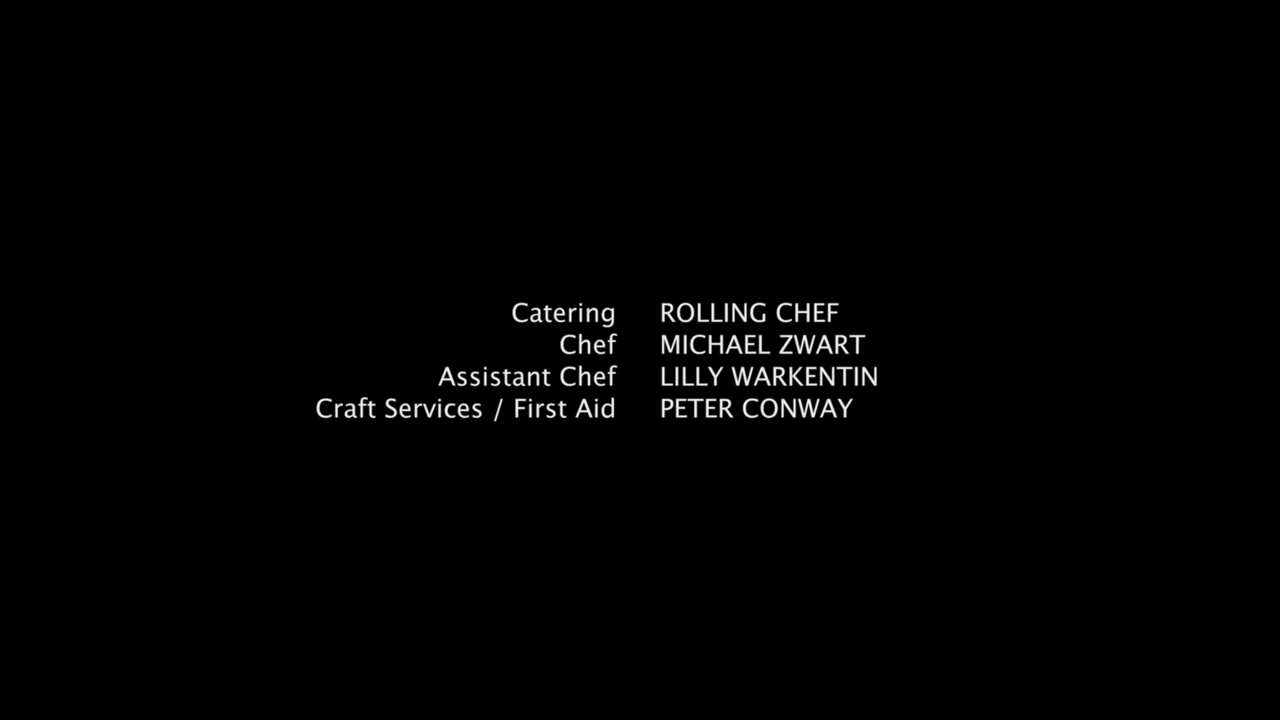 Catering ROLLING CHEF
Chef MICHAEL ZWART
Assistant Chef LILLY WARKENTIN
Craft Services / First Aid PETER CONWAY